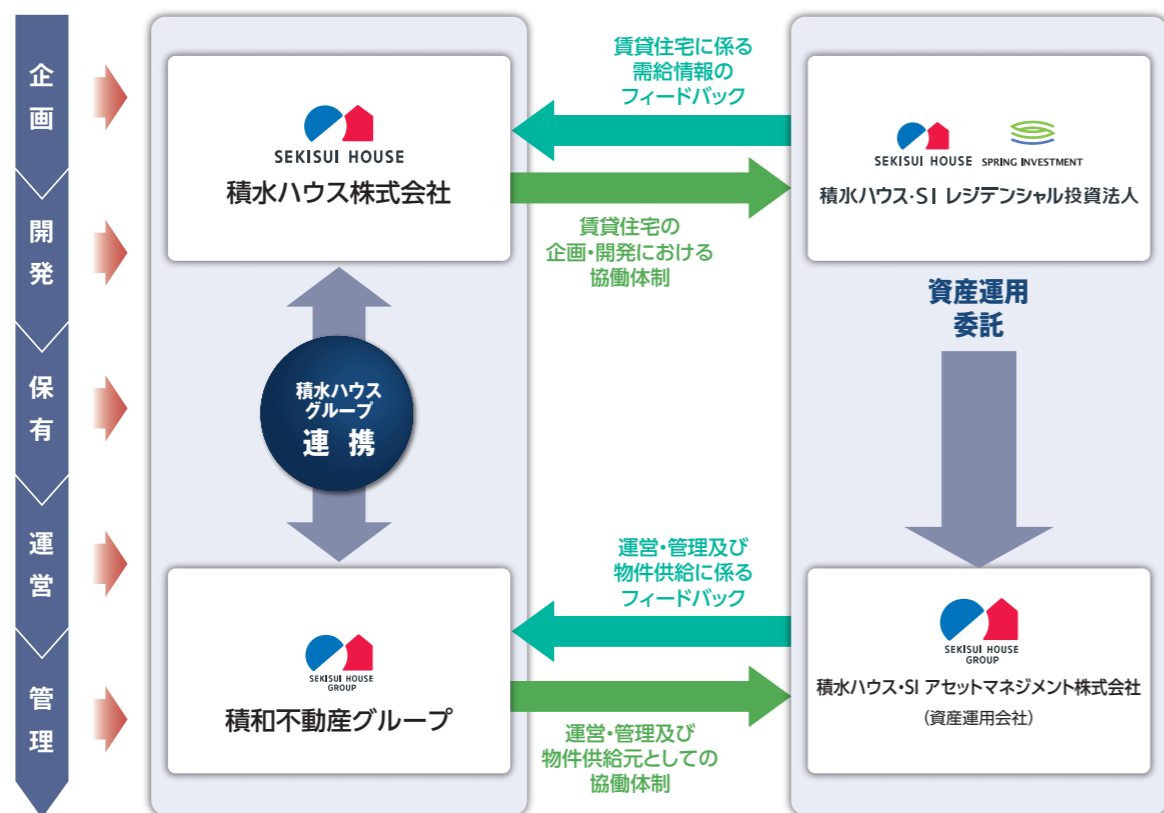 企画
開発
保有
運営
管理
SEKISUI HOUSE
積水ハウス株式会社
賃貸住宅に係る
需給情報の
フィードバック
賃貸住宅の
企画・開発における
協働体制
SEKISUI HOUSE SPRING INVESTMENT
積水ハウス・SI レジデンシャル投資法人
積水ハウス
グループ
連携
資産運用
委託
SEKISUI HOUSE
GROUP
積和不動産グループ
運営・管理及び
物件供給に係る
フィードバック
運営・管理及び
物件供給元としての
協働体制
SEKISUI HOUSE
GROUP
積水ハウス・SI アセットマネジメント株式会社
(資産運用会社)